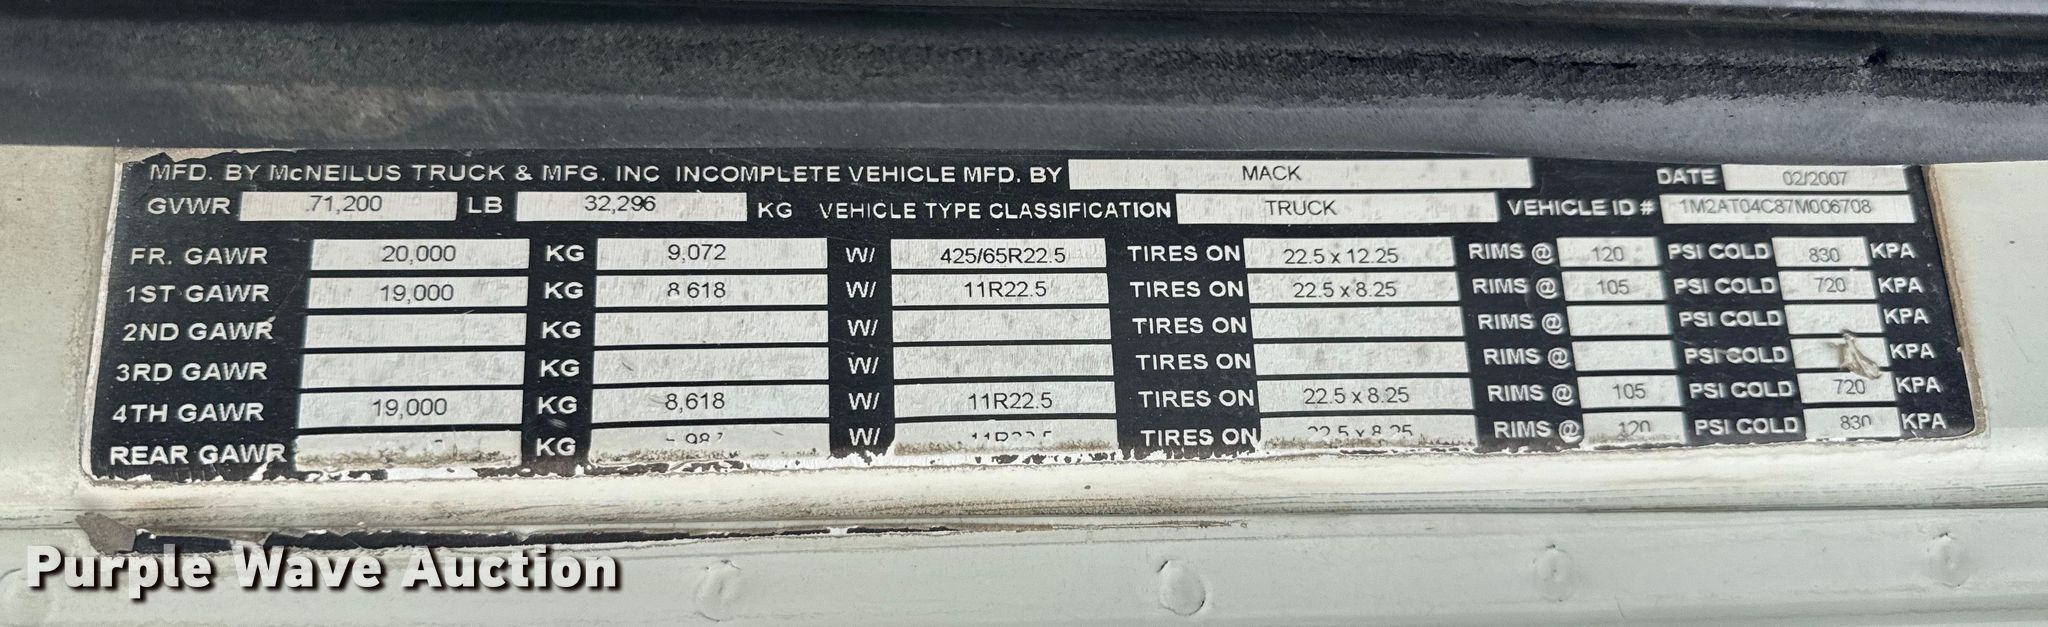 MFD. BY McNEILUS TRUCK & MFG. INC INCOMPLETE VEHICLE MFD. BY MACK DATE 02/2007
GVWR 71,200 LB 32,296 KG VEHICLE TYPE CLASSIFICATION TRUCK VEHICLE ID # 1M2AT04C87M006708
FR. GAWR 20,000 KG 9,072 W/ 425/65R22.5 TIRES ON 22.5 x 12.25 RIMS @ 120 PSI COLD 830 KPA
1ST GAWR 19,000 KG 8 618 W/ 11R22.5 TIRES ON 22.5 x 8.25 RIMS @ 105 PSI COLD 720 KPA
2ND GAWR KG W/ TIRES ON RIMS @ PSI COLD KPA
3RD GAWR KG W/ TIRES ON RIMS @ PSI COLD KPA
4TH GAWR 19,000 KG 8,618 W/ 11R22.5 TIRES ON 22.5 x 8.25 RIMS @ 105 PSI COLD 720 KPA
REAR GAWR KG W/ TIRES ON 22.5 x 8.25 RIMS @ 120 PSI COLD 830 KPA
Purple Wave Auction